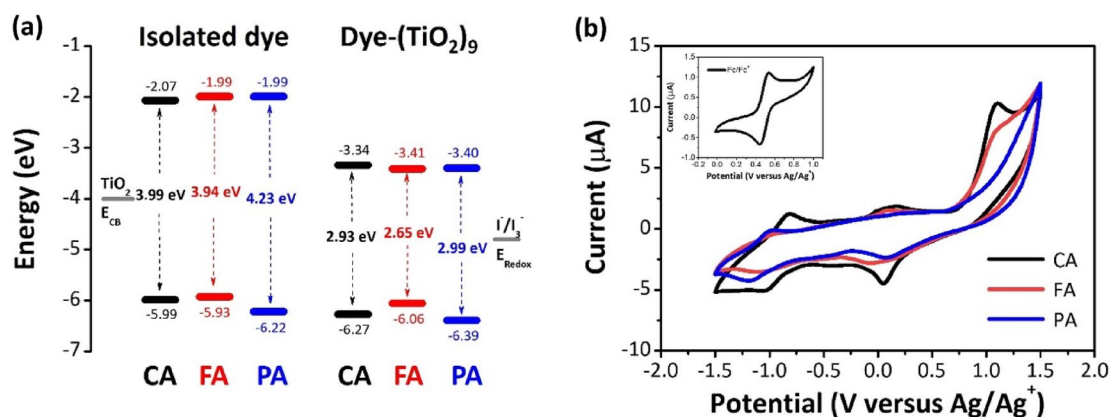 (a)
Isolated dye
Dye-(TiO₂)₉
Energy (eV)
-1
-2
-3
-4
-5
-6
-7
-2.07
-1.99
-1.99
TiO₂
E_CB
3.99 eV
3.94 eV
4.23 eV
-5.99
-5.93
-6.22
CA
FA
PA
-3.34
-3.41
-3.40
2.93 eV
2.65 eV
2.99 eV
I⁻/I₃⁻
E_Redox
-6.27
-6.06
-6.39
CA
FA
PA
(b)
Current (μA)
15
10
5
0
-5
-10
-2.0
-1.5
-1.0
-0.5
0.0
0.5
1.0
1.5
2.0
Potential (V versus Ag/Ag⁺)
CA
FA
PA
Fc/Fc⁺
Current (μA)
1.5
1.0
0.5
0.0
-0.5
-1.0
0.0
0.2
0.4
0.6
0.8
1.0
Potential (V versus Ag/Ag⁺)